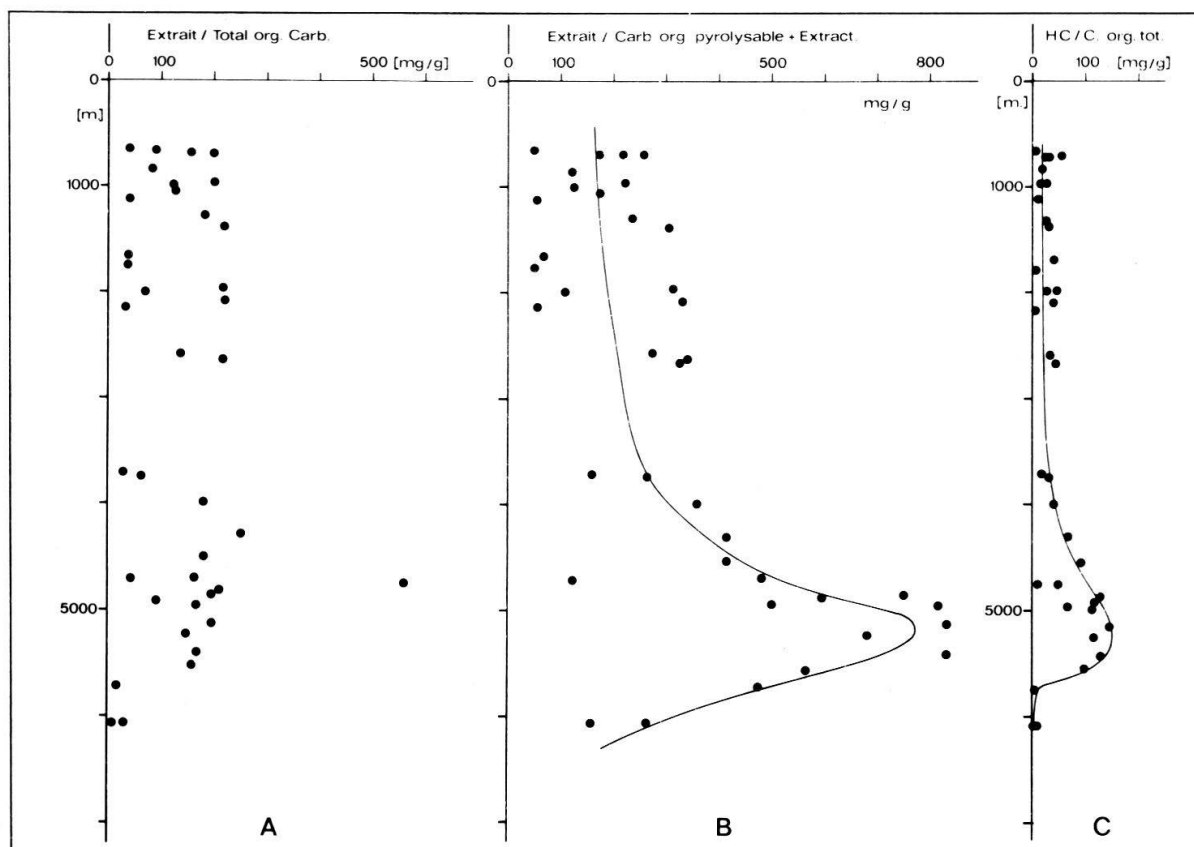 Extrait / Total org. Carb.
0 100 500 [mg/g]
0
[m]
1000
5000
A
Extrait / Carb org pyrolysable + Extract.
0 100 500 800
0
mg/g
B
HC / C. org. tot.
0 100 [mg/g]
0
[m.]
1000
5000
C